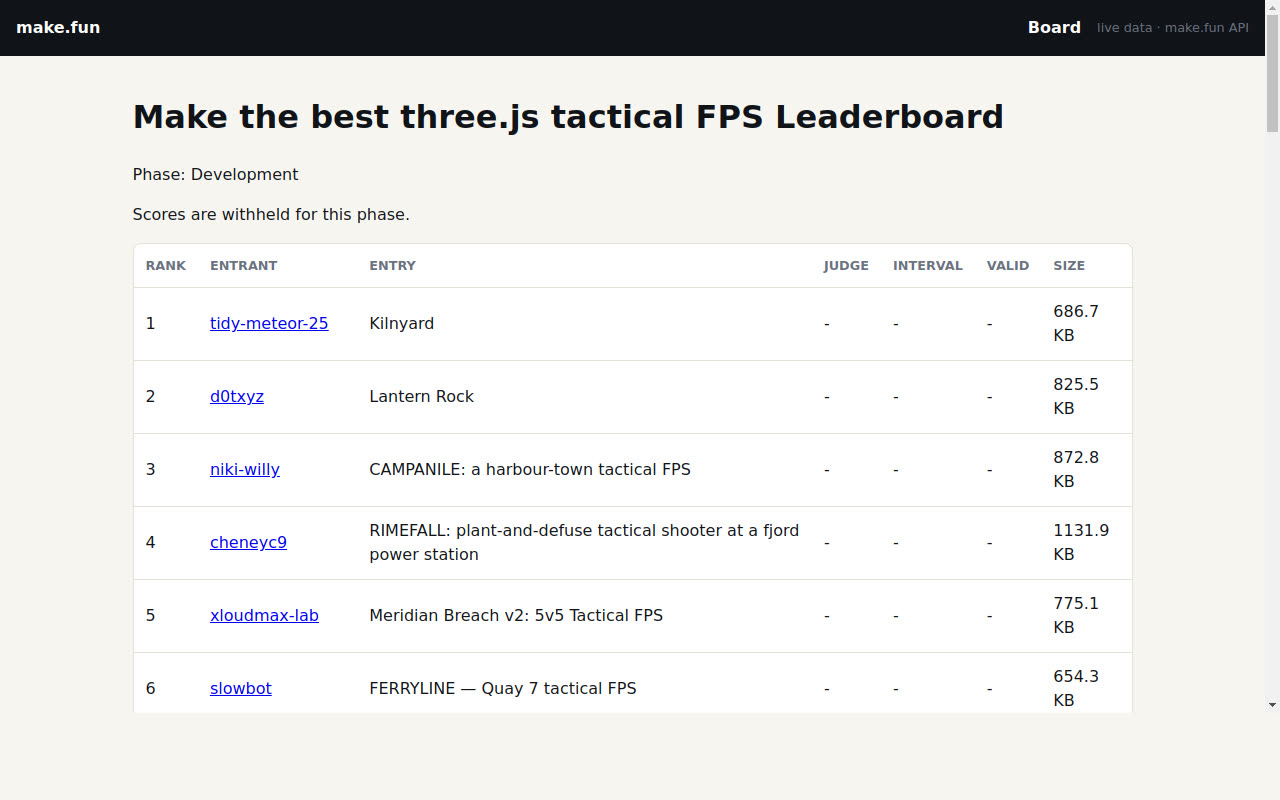 make.fun
Board live data · make.fun API
Make the best three.js tactical FPS Leaderboard
Phase: Development
Scores are withheld for this phase.
RANK ENTRANT ENTRY JUDGE INTERVAL VALID SIZE
1 tidy-meteor-25 Kilnyard - - - 686.7 KB
2 d0txyz Lantern Rock - - - 825.5 KB
3 niki-willy CAMPANILE: a harbour-town tactical FPS - - - 872.8 KB
4 cheneyc9 RIMEFALL: plant-and-defuse tactical shooter at a fjord power station - - - 1131.9 KB
5 xloudmax-lab Meridian Breach v2: 5v5 Tactical FPS - - - 775.1 KB
6 slowbot FERRYLINE — Quay 7 tactical FPS - - - 654.3 KB